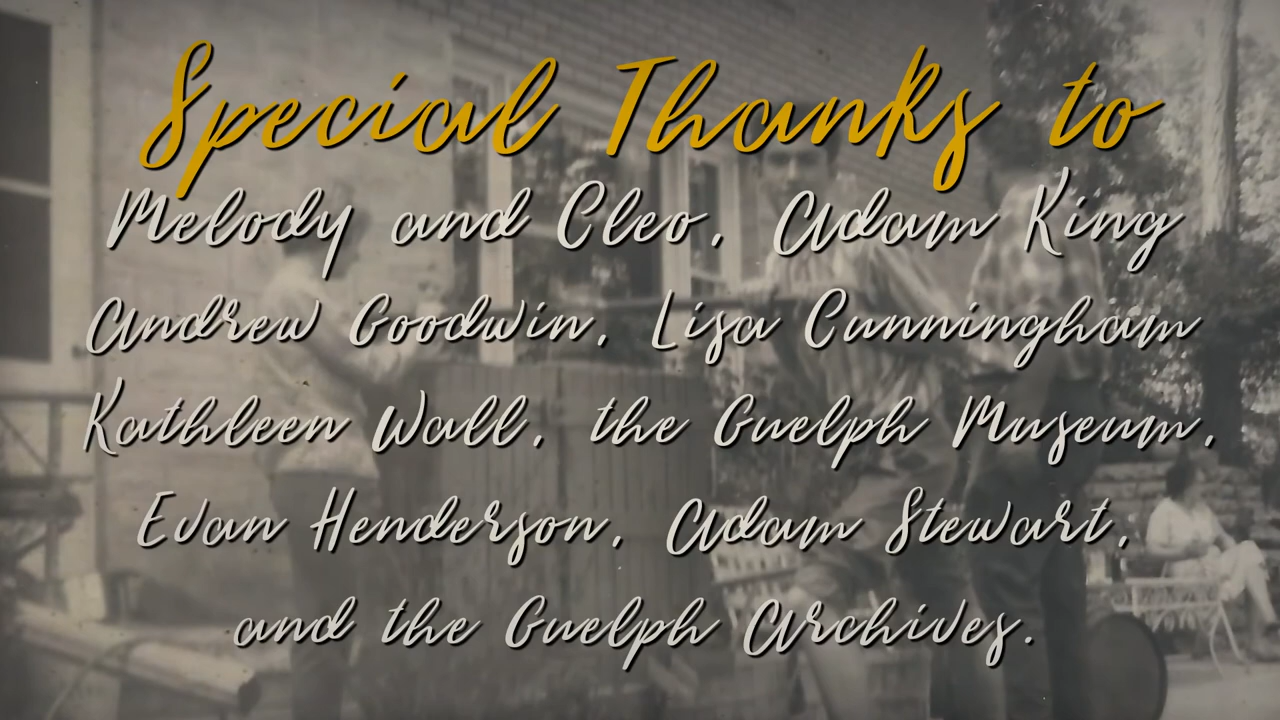 Special Thanks to
Melody and Cleo, Adam King
Andrew Goodwin, Lisa Cunningham
Kathleen Wall, the Guelph Museum,
Evan Henderson, Adam Stewart,
and the Guelph Archives.